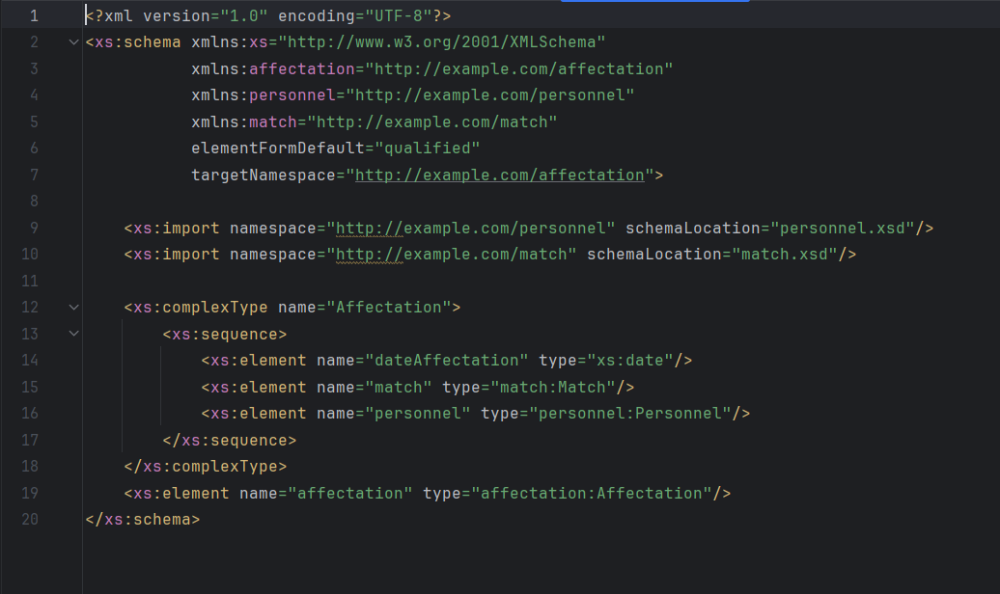 1 <?xml version="1.0" encoding="UTF-8"?>
2 <xs:schema xmlns:xs="http://www.w3.org/2001/XMLSchema"
3            xmlns:affectation="http://example.com/affectation"
4            xmlns:personnel="http://example.com/personnel"
5            xmlns:match="http://example.com/match"
6            elementFormDefault="qualified"
7            targetNamespace="http://example.com/affectation">
8
9     <xs:import namespace="http://example.com/personnel" schemaLocation="personnel.xsd"/>
10     <xs:import namespace="http://example.com/match" schemaLocation="match.xsd"/>
11
12     <xs:complexType name="Affectation">
13         <xs:sequence>
14             <xs:element name="dateAffectation" type="xs:date"/>
15             <xs:element name="match" type="match:Match"/>
16             <xs:element name="personnel" type="personnel:Personnel"/>
17         </xs:sequence>
18     </xs:complexType>
19     <xs:element name="affectation" type="affectation:Affectation"/>
20 </xs:schema>